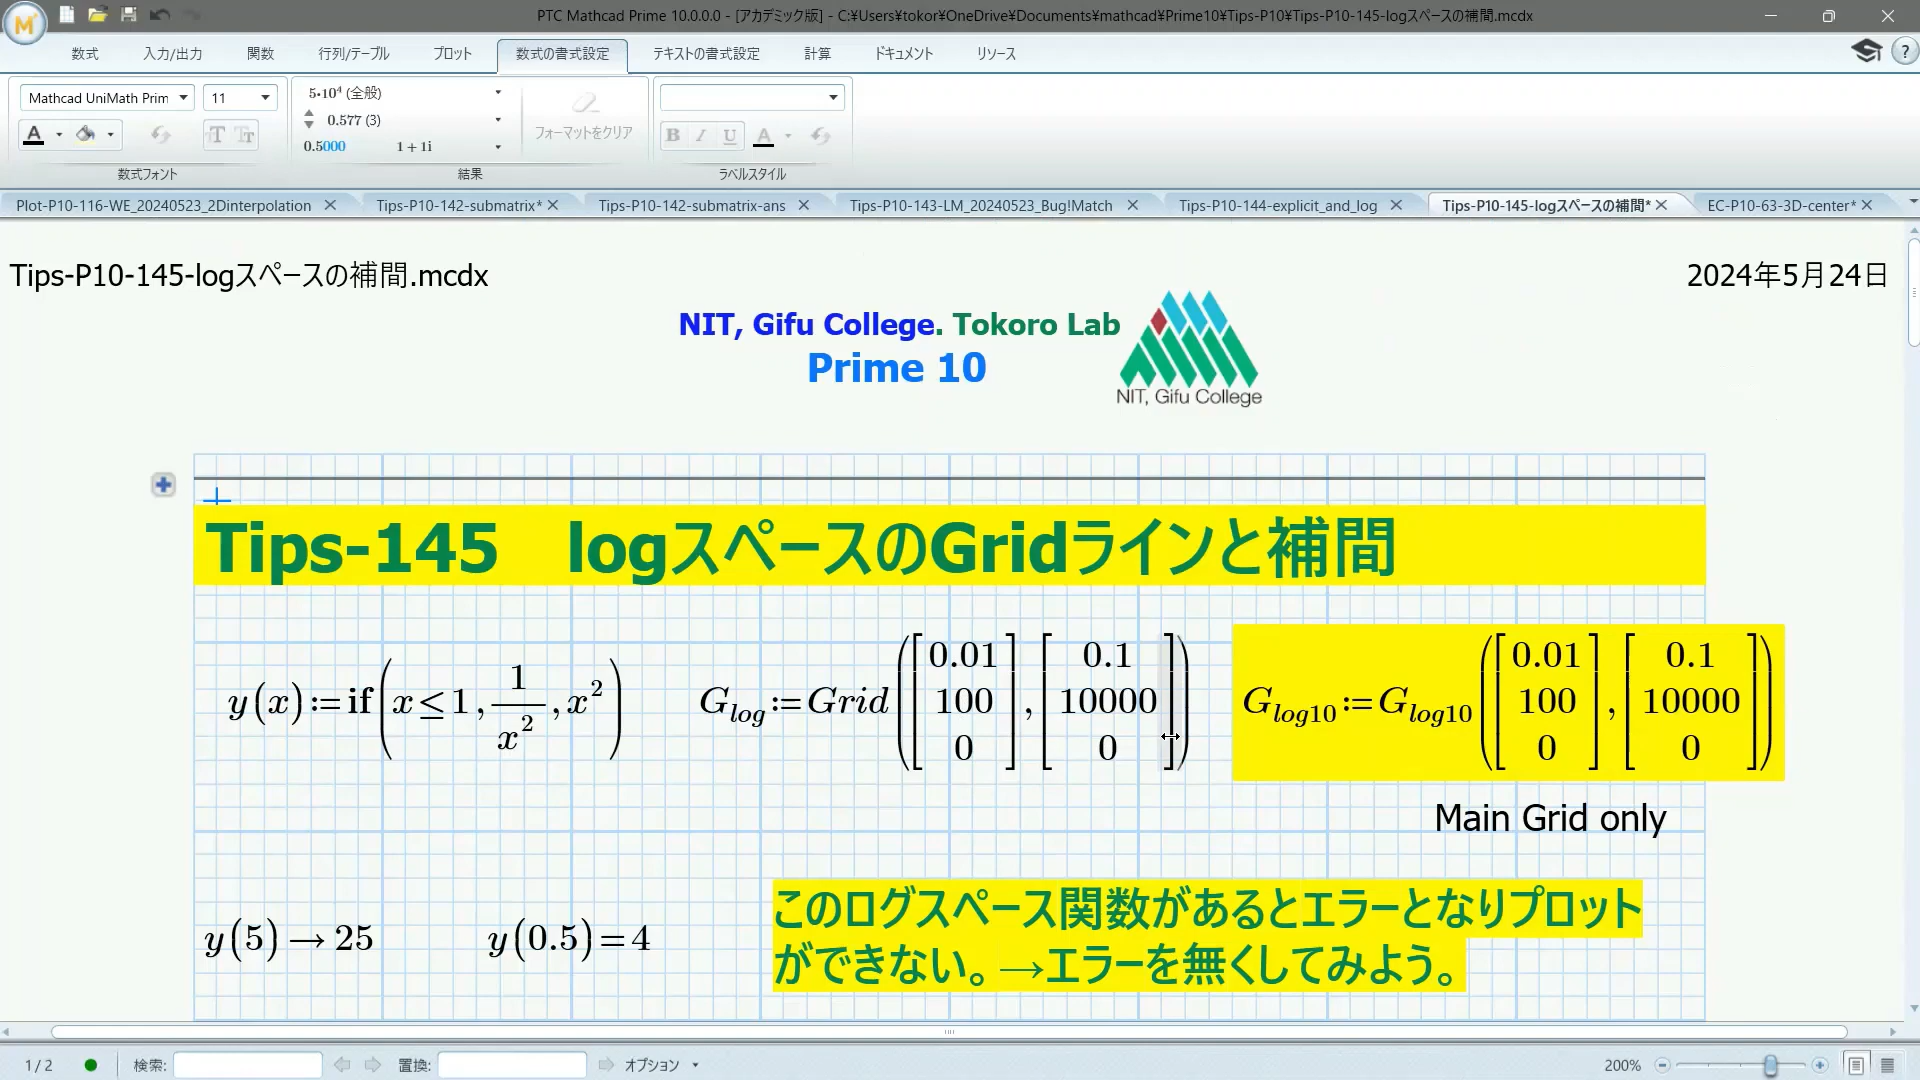 PTC Mathcad Prime 10.0.0.0 - [アカデミック版] - C:¥Users¥tokor¥OneDrive¥Documents¥mathcad¥Prime10¥Tips-P10¥Tips-P10-145-logスペースの補間.mcdx
数式 入力/出力 関数 行列/テーブル プロット 数式の書式設定 テキストの書式設定 計算 ドキュメント リソース
Mathcad UniMath Prim 11
5•10⁴ (全般)
0.577 (3)
0.5000 1 + 1i
フォーマットをクリア
数式フォント 結果 ラベルスタイル
Plot-P10-116-WE_20240523_2Dinterpolation Tips-P10-142-submatrix* Tips-P10-142-submatrix-ans Tips-P10-143-LM_20240523_Bug!Match Tips-P10-144-explicit_and_log Tips-P10-145-logスペースの補間* EC-P10-63-3D-center*
Tips-P10-145-logスペースの補間.mcdx 2024年5月24日
NIT, Gifu College. Tokoro Lab
Prime 10
NIT, Gifu College
Tips-145 logスペースのGridラインと補間
y(x):=if(x≤1, 1/x², x²) G_log:=Grid([0.01 100 0], [0.1 10000 0]) G_log10:=G_log10([0.01 100 0], [0.1 10000 0])
Main Grid only
y(5)→25 y(0.5)=4
このログスペース関数があるとエラーとなりプロット
ができない。→エラーを無くしてみよう。
1/2 検索: 置換: オプション 200%